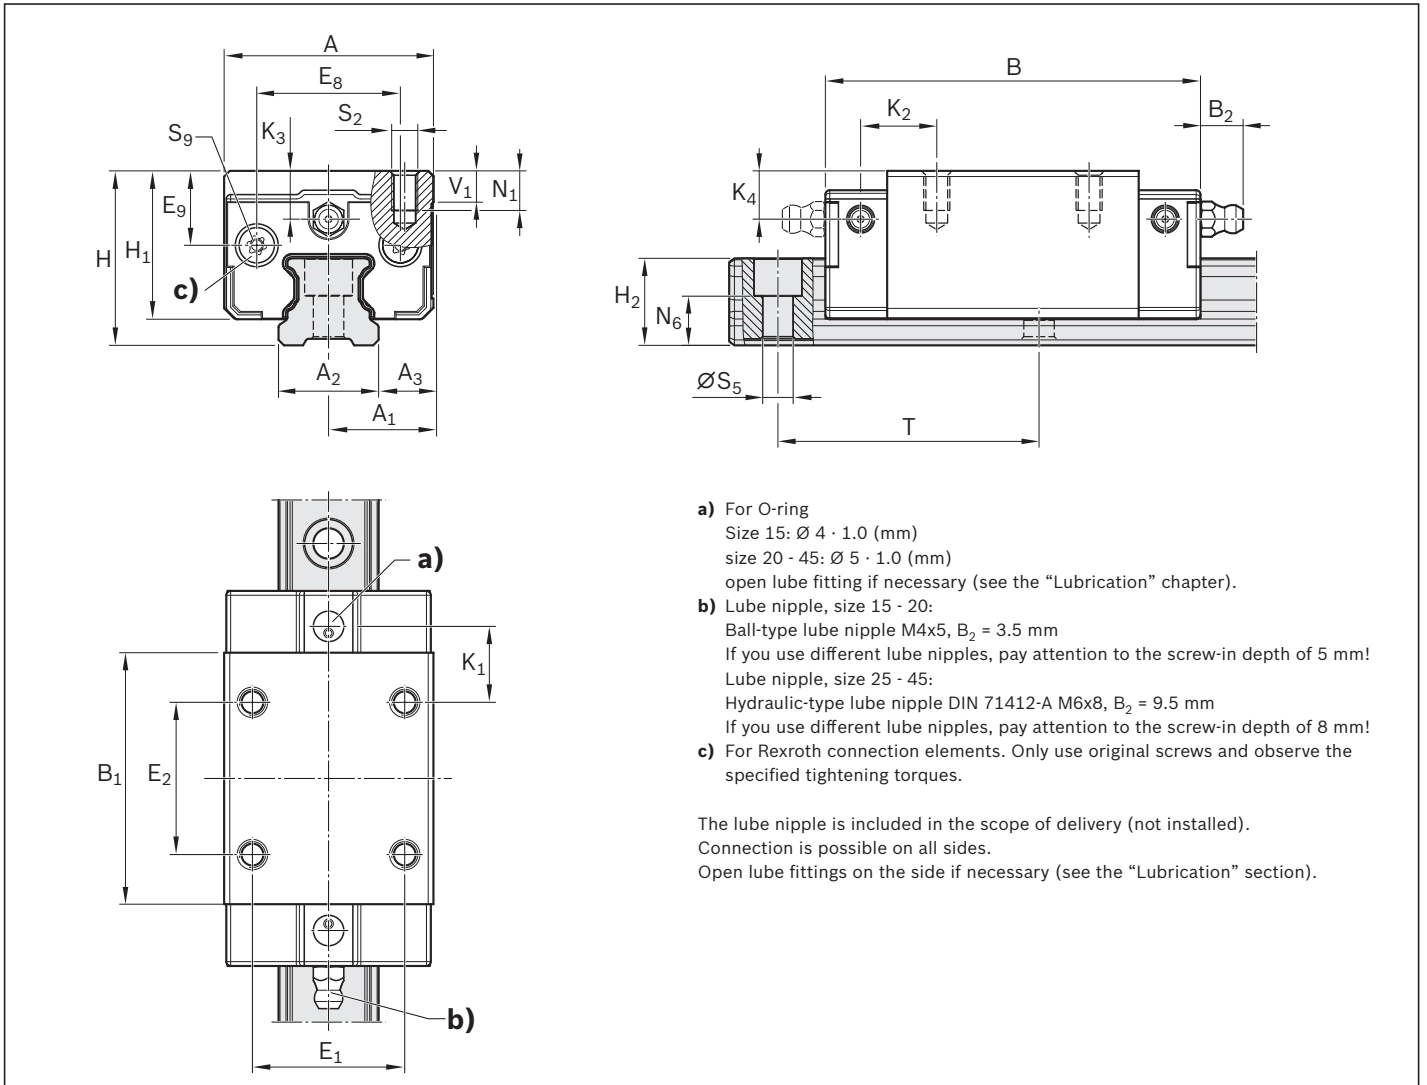 A
E₈
S₂
K₃
S₉
V₁
N₁
E₉
H
H₁
c)
A₂
A₃
A₁
B
K₂
B₂
K₄
H₂
N₆
ØS₅
T
a)
K₁
B₁
E₂
b)
E₁
a) For O-ring
Size 15: Ø 4 · 1.0 (mm)
size 20 - 45: Ø 5 · 1.0 (mm)
open lube fitting if necessary (see the “Lubrication” chapter).
b) Lube nipple, size 15 - 20:
Ball-type lube nipple M4x5, B₂ = 3.5 mm
If you use different lube nipples, pay attention to the screw-in depth of 5 mm!
Lube nipple, size 25 - 45:
Hydraulic-type lube nipple DIN 71412-A M6x8, B₂ = 9.5 mm
If you use different lube nipples, pay attention to the screw-in depth of 8 mm!
c) For Rexroth connection elements. Only use original screws and observe the
specified tightening torques.
The lube nipple is included in the scope of delivery (not installed).
Connection is possible on all sides.
Open lube fittings on the side if necessary (see the “Lubrication” section).